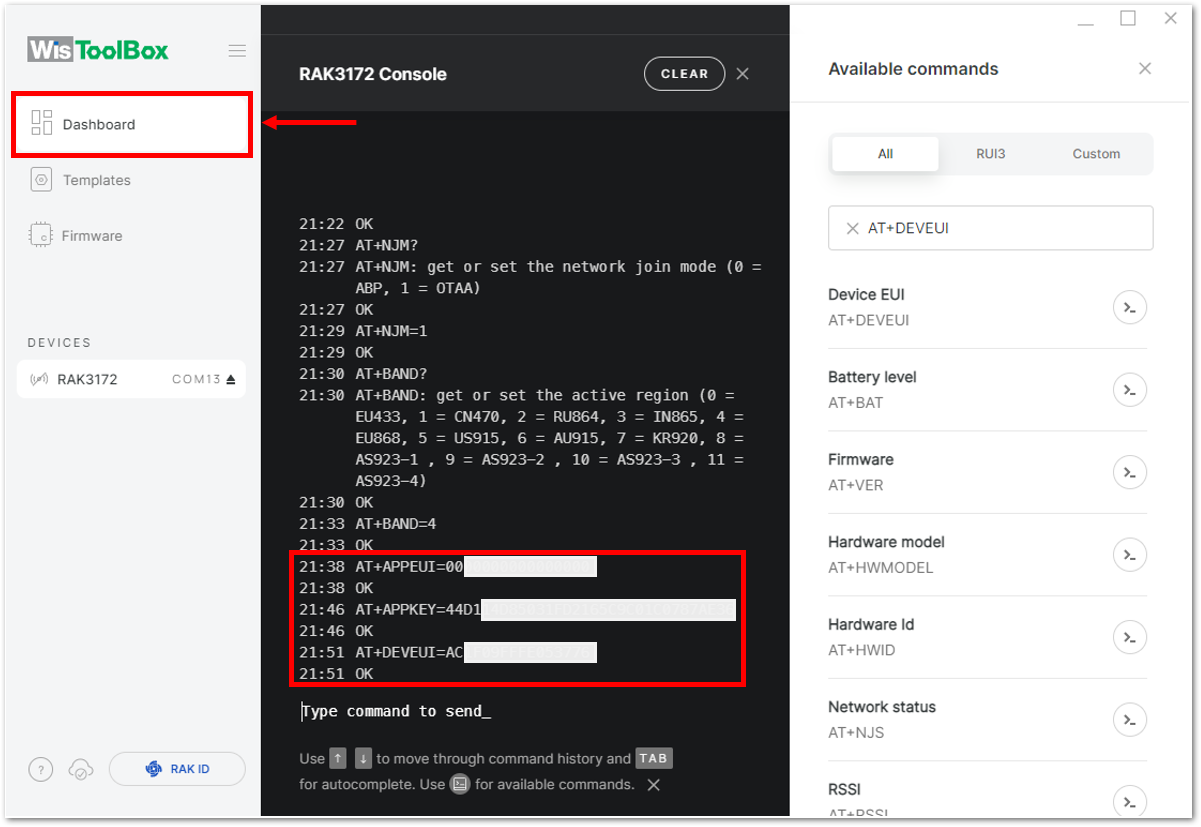 WisToolBox
Dashboard
Templates
Firmware
DEVICES
RAK3172 COM13
?
RAK ID
RAK3172 Console
CLEAR
21:22 OK
21:27 AT+NJM?
21:27 AT+NJM: get or set the network join mode (0 =
ABP, 1 = OTAA)
21:27 OK
21:29 AT+NJM=1
21:29 OK
21:30 AT+BAND?
21:30 AT+BAND: get or set the active region (0 =
EU433, 1 = CN470, 2 = RU864, 3 = IN865, 4 =
EU868, 5 = US915, 6 = AU915, 7 = KR920, 8 =
AS923-1 , 9 = AS923-2 , 10 = AS923-3 , 11 =
AS923-4)
21:30 OK
21:33 AT+BAND=4
21:33 OK
21:38 AT+APPEUI=00
21:38 OK
21:46 AT+APPKEY=44D1
21:46 OK
21:51 AT+DEVEUI=AC
21:51 OK
Type command to send_
Use ↑ ↓ to move through command history and TAB
for autocomplete. Use for available commands.
Available commands
All RUI3 Custom
AT+DEVEUI
Device EUI
AT+DEVEUI
Battery level
AT+BAT
Firmware
AT+VER
Hardware model
AT+HWMODEL
Hardware Id
AT+HWID
Network status
AT+NJS
RSSI
AT+RSSI